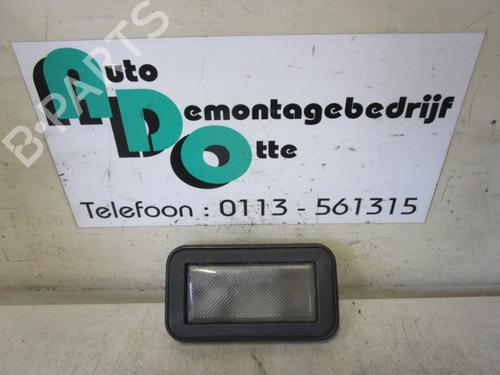 Auto
Demontagebedrijf
Otte
Telefoon : 0113 - 561315
B-PARTS